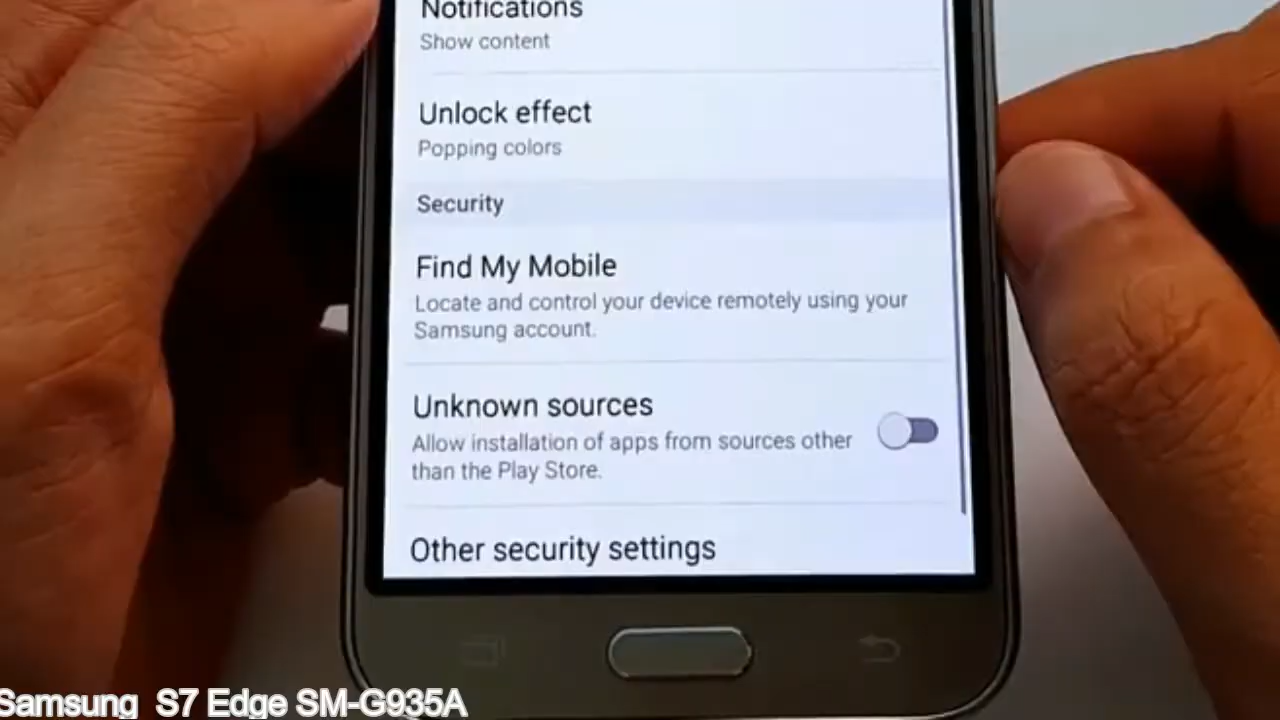 Notifications
Show content
Unlock effect
Popping colors
Security
Find My Mobile
Locate and control your device remotely using your
Samsung account.
Unknown sources
Allow installation of apps from sources other
than the Play Store.
Other security settings
Samsung S7 Edge SM-G935A